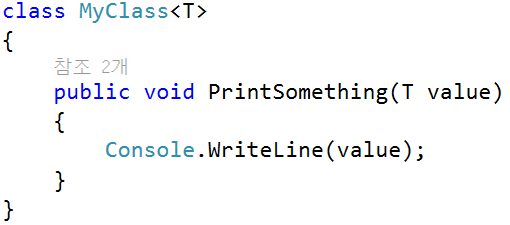 class MyClass<T>
{
참조 2개
public void PrintSomething(T value)
{
Console.WriteLine(value);
}
}